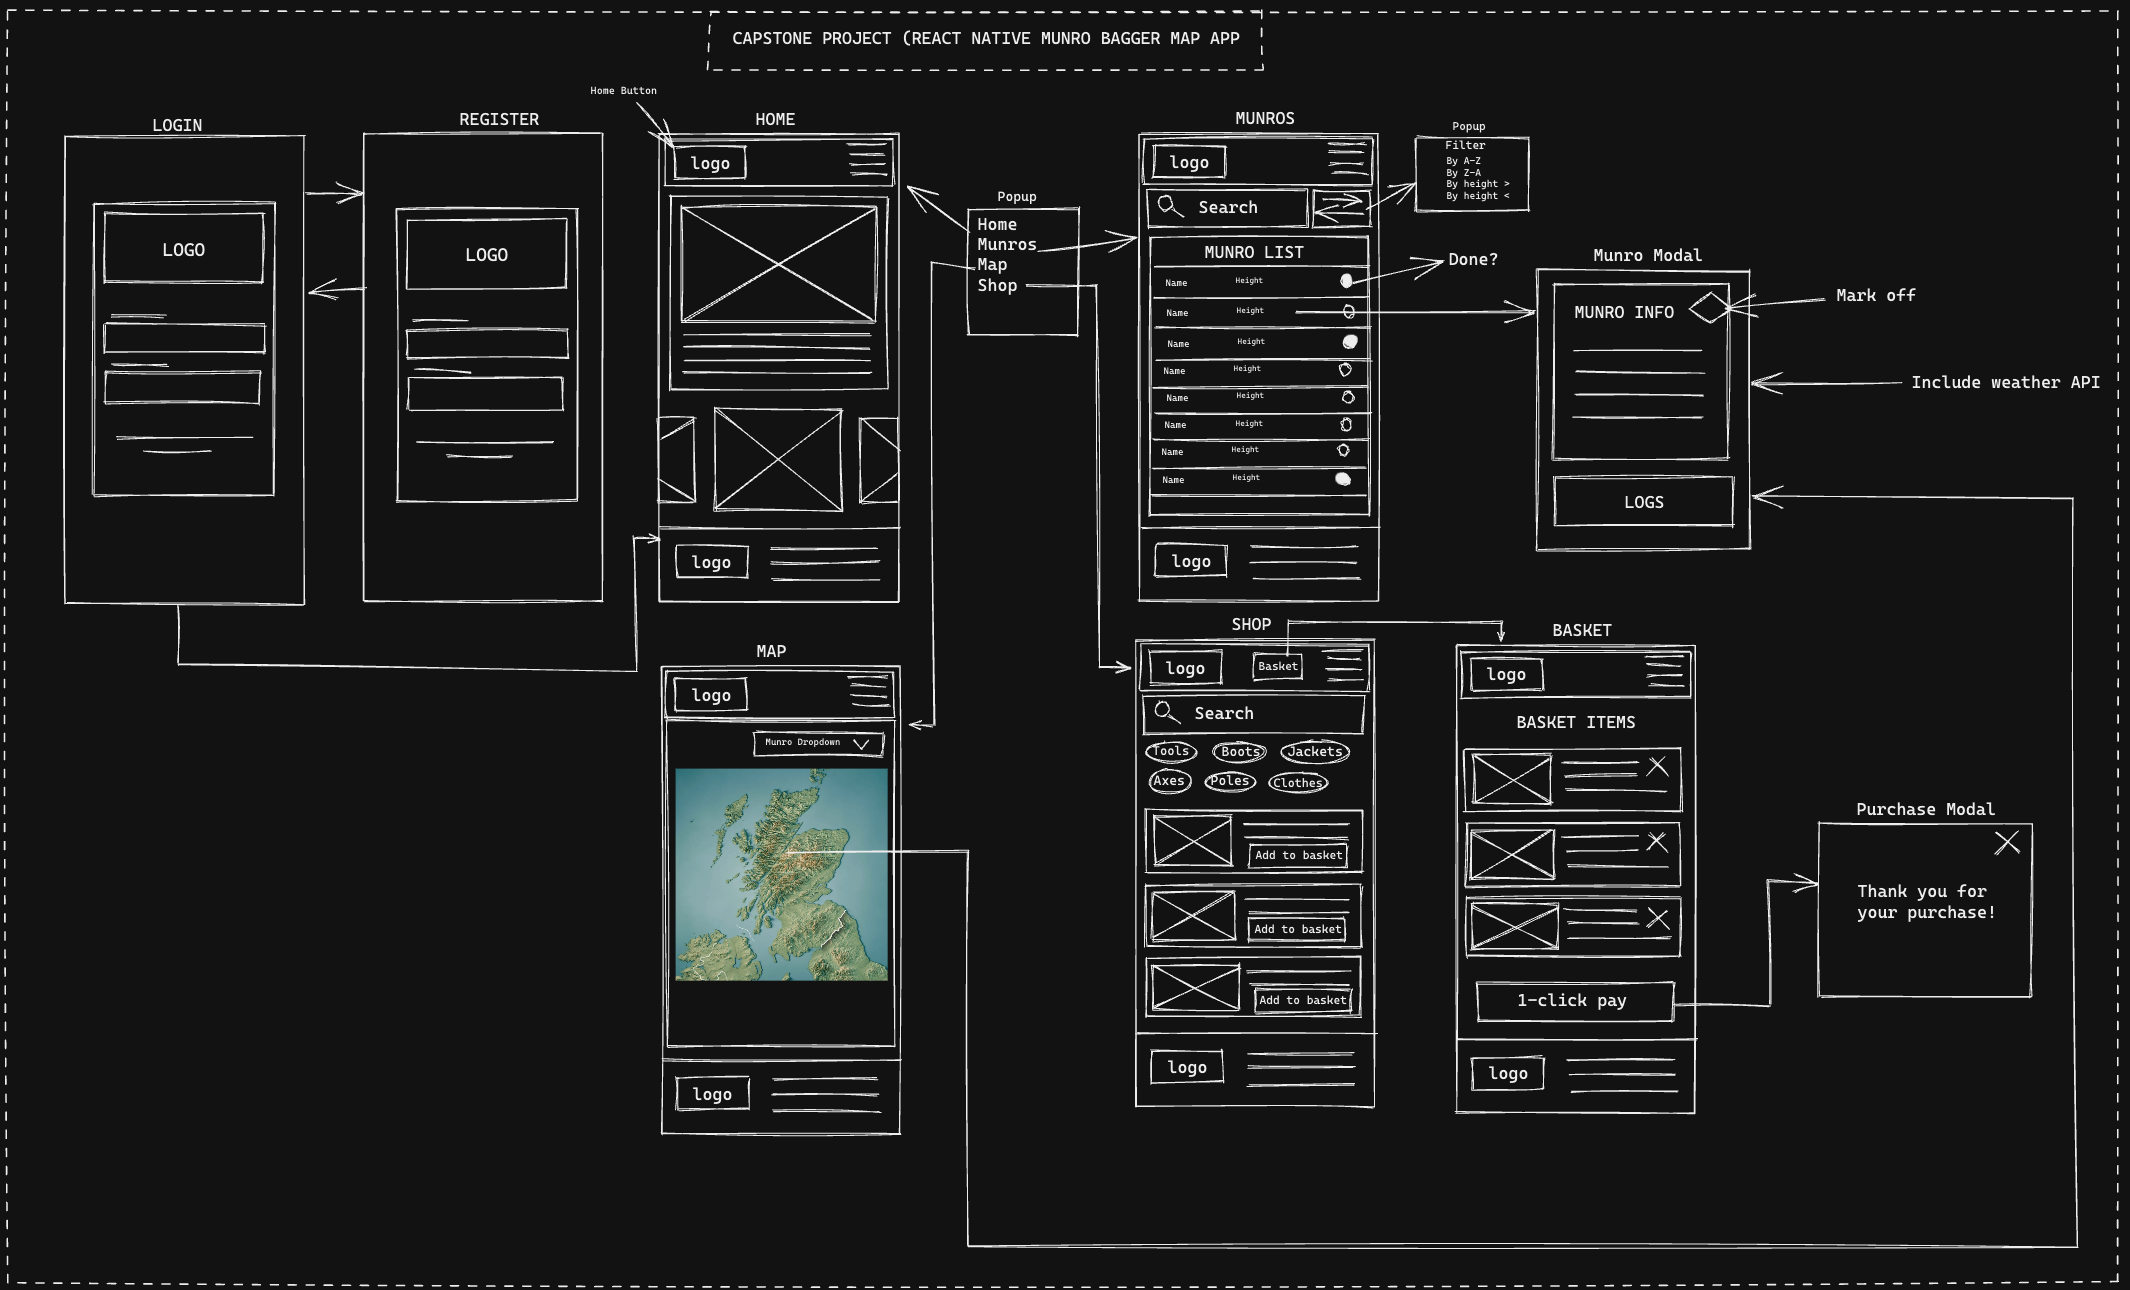 CAPSTONE PROJECT (REACT NATIVE MUNRO BAGGER MAP APP
LOGIN
LOGO
REGISTER
LOGO
Home Button
HOME
logo
logo
Popup
Home
Munros
Map
Shop
MUNROS
logo
Search
MUNRO LIST
Name Height
Name Height
Name Height
Name Height
Name Height
Name Height
Name Height
Name Height
logo
Popup
Filter
By A-Z
By Z-A
By height >
By height <
Done?
Munro Modal
MUNRO INFO
LOGS
Mark off
Include weather API
MAP
logo
Munro Dropdown
logo
SHOP
logo
Basket
Search
Tools Boots Jackets
Axes Poles Clothes
Add to basket
Add to basket
Add to basket
logo
BASKET
logo
BASKET ITEMS
1-click pay
logo
Purchase Modal
Thank you for
your purchase!